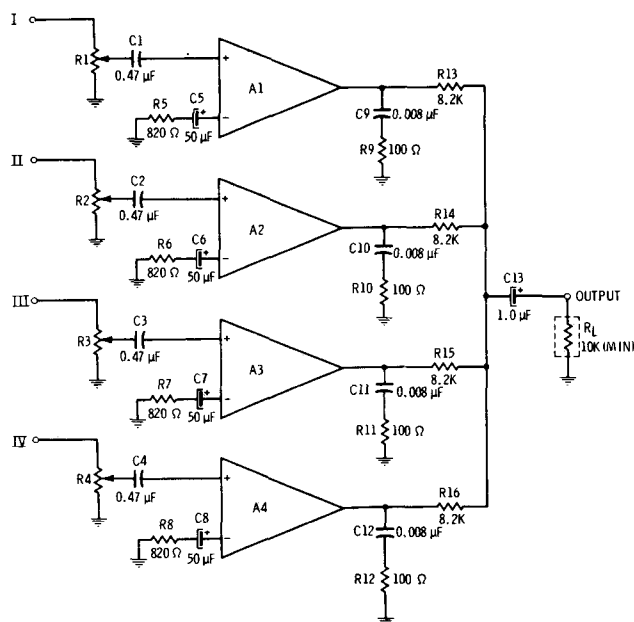 I
R1
C1
0.47 µF
+
A1
−
R5
820 Ω
C5
+
50 µF
R13
8.2K
C9
0.008 µF
R9
100 Ω
II
R2
C2
0.47 µF
+
A2
−
R6
820 Ω
C6
+
50 µF
R14
8.2K
C10
0.008 µF
R10
100 Ω
C13
+
1.0 µF
OUTPUT
RL
10K (MIN)
III
R3
C3
0.47 µF
+
A3
−
R7
820 Ω
C7
+
50 µF
R15
8.2K
C11
0.008 µF
R11
100 Ω
IV
R4
C4
0.47 µF
+
A4
−
R8
820 Ω
C8
+
50 µF
R16
8.2K
C12
0.008 µF
R12
100 Ω